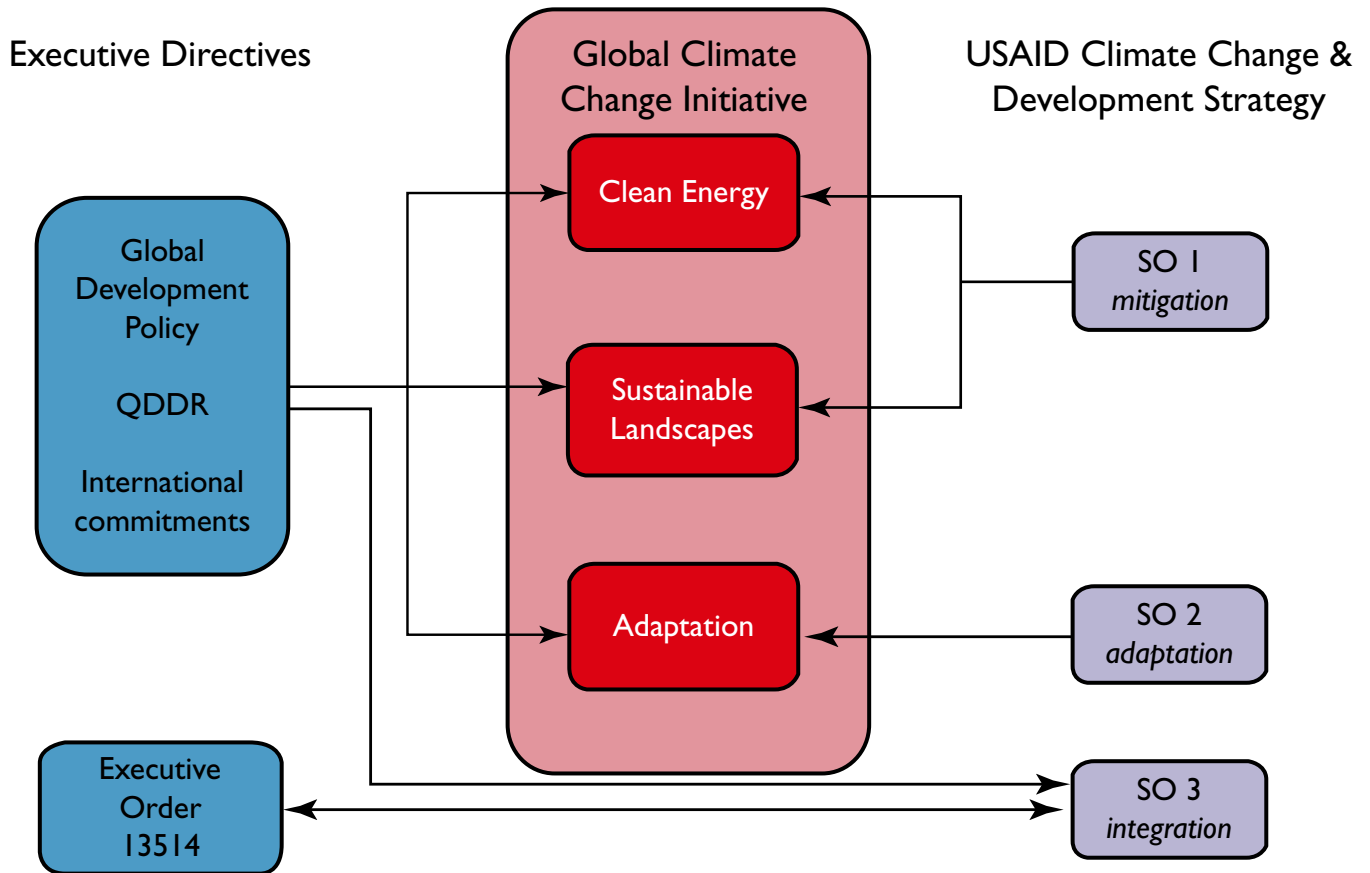 Executive Directives
Global Climate
Change Initiative
USAID Climate Change &
Development Strategy
Global
Development
Policy
QDDR
International
commitments
Executive
Order
13514
Clean Energy
Sustainable
Landscapes
Adaptation
SO 1
mitigation
SO 2
adaptation
SO 3
integration